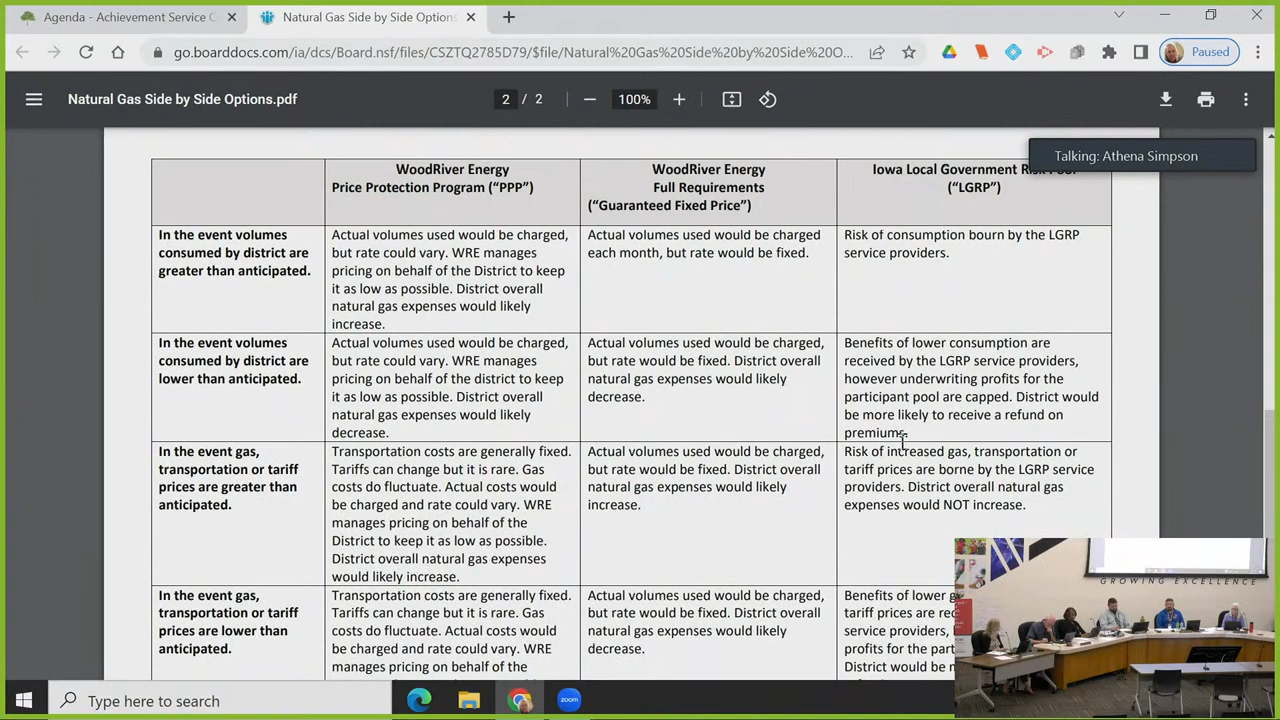 Agenda - Achievement Service C
Natural Gas Side by Side Options
go.boarddocs.com/ia/dcs/Board.nsf/files/CSZTQ2785D79/$file/Natural%20Gas%20Side%20by%20Side%20O...
Paused
Natural Gas Side by Side Options.pdf
2 / 2
100%
Talking: Athena Simpson
WoodRiver Energy
Price Protection Program ("PPP")
WoodRiver Energy
Full Requirements
("Guaranteed Fixed Price")
Iowa Local Government Risk Pool
("LGRP")
In the event volumes
consumed by district are
greater than anticipated.
Actual volumes used would be charged,
but rate could vary. WRE manages
pricing on behalf of the District to keep
it as low as possible. District overall
natural gas expenses would likely
increase.
Actual volumes used would be charged
each month, but rate would be fixed.
Risk of consumption bourn by the LGRP
service providers.
In the event volumes
consumed by district are
lower than anticipated.
Actual volumes used would be charged,
but rate could vary. WRE manages
pricing on behalf of the district to keep
it as low as possible. District overall
natural gas expenses would likely
decrease.
Actual volumes used would be charged,
but rate would be fixed. District overall
natural gas expenses would likely
decrease.
Benefits of lower consumption are
received by the LGRP service providers,
however underwriting profits for the
participant pool are capped. District would
be more likely to receive a refund on
premiums.
In the event gas,
transportation or tariff
prices are greater than
anticipated.
Transportation costs are generally fixed.
Tariffs can change but it is rare. Gas
costs do fluctuate. Actual costs would
be charged and rate could vary. WRE
manages pricing on behalf of the
District to keep it as low as possible.
District overall natural gas expenses
would likely increase.
Actual volumes used would be charged,
but rate would be fixed. District overall
natural gas expenses would likely
increase.
Risk of increased gas, transportation or
tariff prices are borne by the LGRP service
providers. District overall natural gas
expenses would NOT increase.
In the event gas,
transportation or tariff
prices are lower than
anticipated.
Transportation costs are generally fixed.
Tariffs can change but it is rare. Gas
costs do fluctuate. Actual costs would
be charged and rate could vary. WRE
manages pricing on behalf of the
Actual volumes used would be charged,
but rate would be fixed. District overall
natural gas expenses would likely
decrease.
Benefits of lower
tariff prices are
service providers,
profits for the
District would be
GROWING EXCELLENCE
Type here to search
zoom